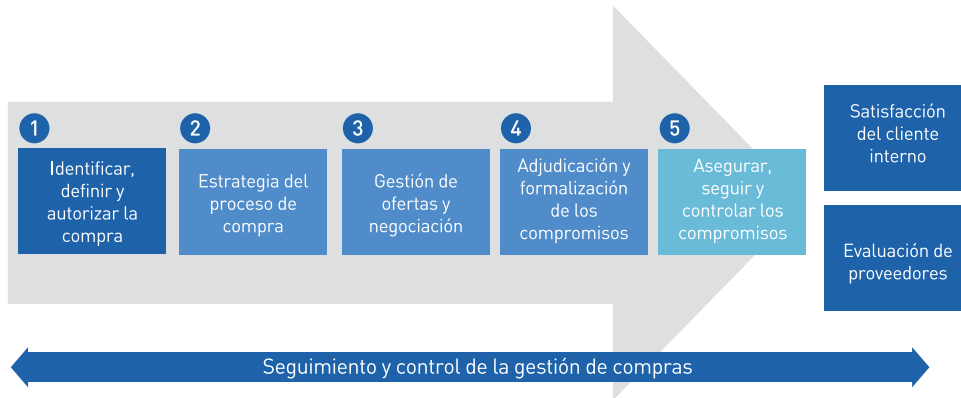 1
Identificar,
definir y
autorizar la
compra
2
Estrategia del
proceso de
compra
3
Gestión de
ofertas y
negociación
4
Adjudicación y
formalización
de los
compromisos
5
Asegurar,
seguir y
controlar los
compromisos
Satisfacción
del cliente
interno
Evaluación de
proveedores
Seguimiento y control de la gestión de compras